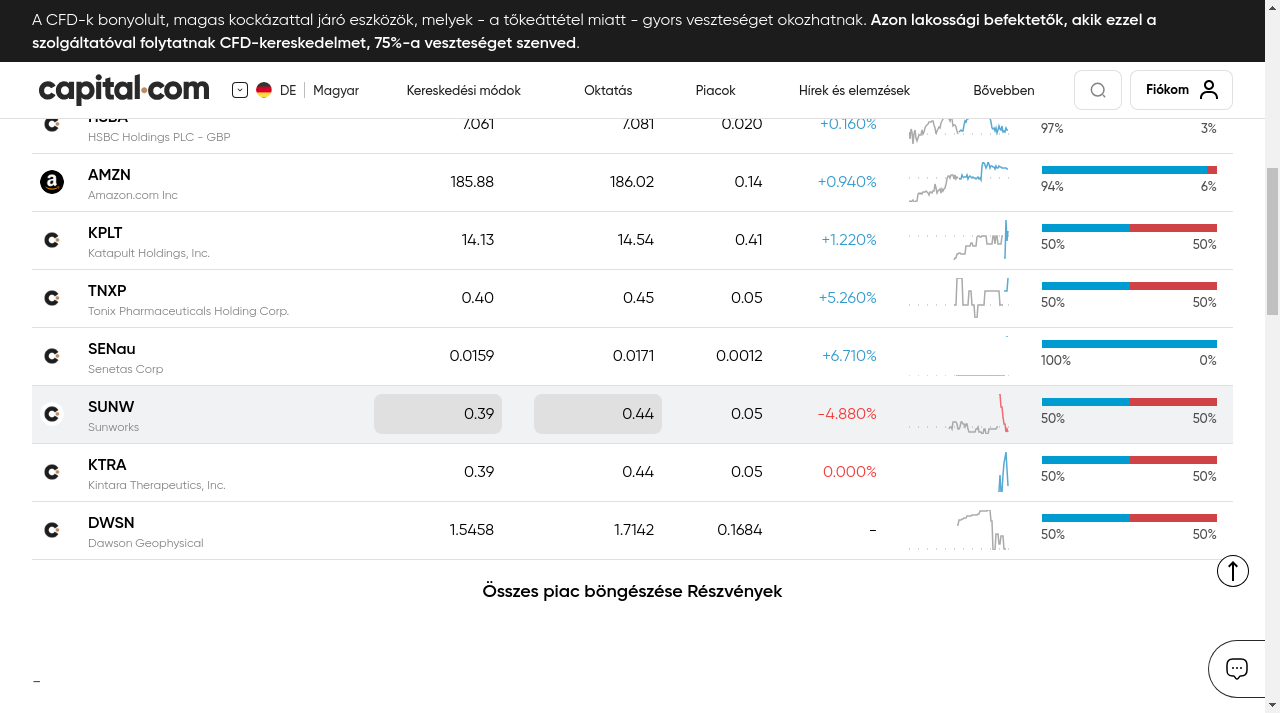 A CFD-k bonyolult, magas kockázattal járó eszközök, melyek - a tőkeáttétel miatt - gyors veszteséget okozhatnak. Azon lakossági befektetők, akik ezzel a
szolgáltatóval folytatnak CFD-kereskedelmet, 75%-a veszteséget szenved.
capital.com DE Magyar Kereskedési módok Oktatás Piacok Hírek és elemzések Bővebben Fiókom
HSBA 7.061 7.081 0.020 +0.160%
HSBC Holdings PLC - GBP 97% 3%
AMZN 185.88 186.02 0.14 +0.940%
Amazon.com Inc 94% 6%
KPLT 14.13 14.54 0.41 +1.220%
Katapult Holdings, Inc. 50% 50%
TNXP 0.40 0.45 0.05 +5.260%
Tonix Pharmaceuticals Holding Corp. 50% 50%
SENau 0.0159 0.0171 0.0012 +6.710%
Senetas Corp 100% 0%
SUNW 0.39 0.44 0.05 -4.880%
Sunworks 50% 50%
KTRA 0.39 0.44 0.05 0.000%
Kintara Therapeutics, Inc. 50% 50%
DWSN 1.5458 1.7142 0.1684 -
Dawson Geophysical 50% 50%
Összes piac böngészése Részvények
-